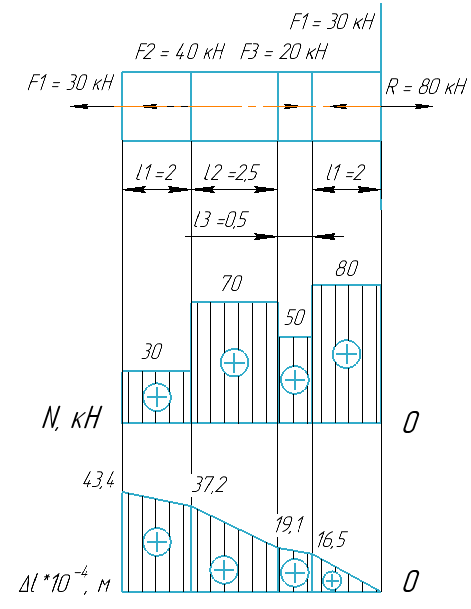 F1 = 30 кН
F2 = 40 кН F3 = 20 кН
F1 = 30 кН R = 80 кН
l1 =2 l2 =2,5 l1 =2
l3 =0,5
80
70
50
30
N, кН 0
43,4 37,2
19,1 16,5
Δl *10⁻⁴, м 0